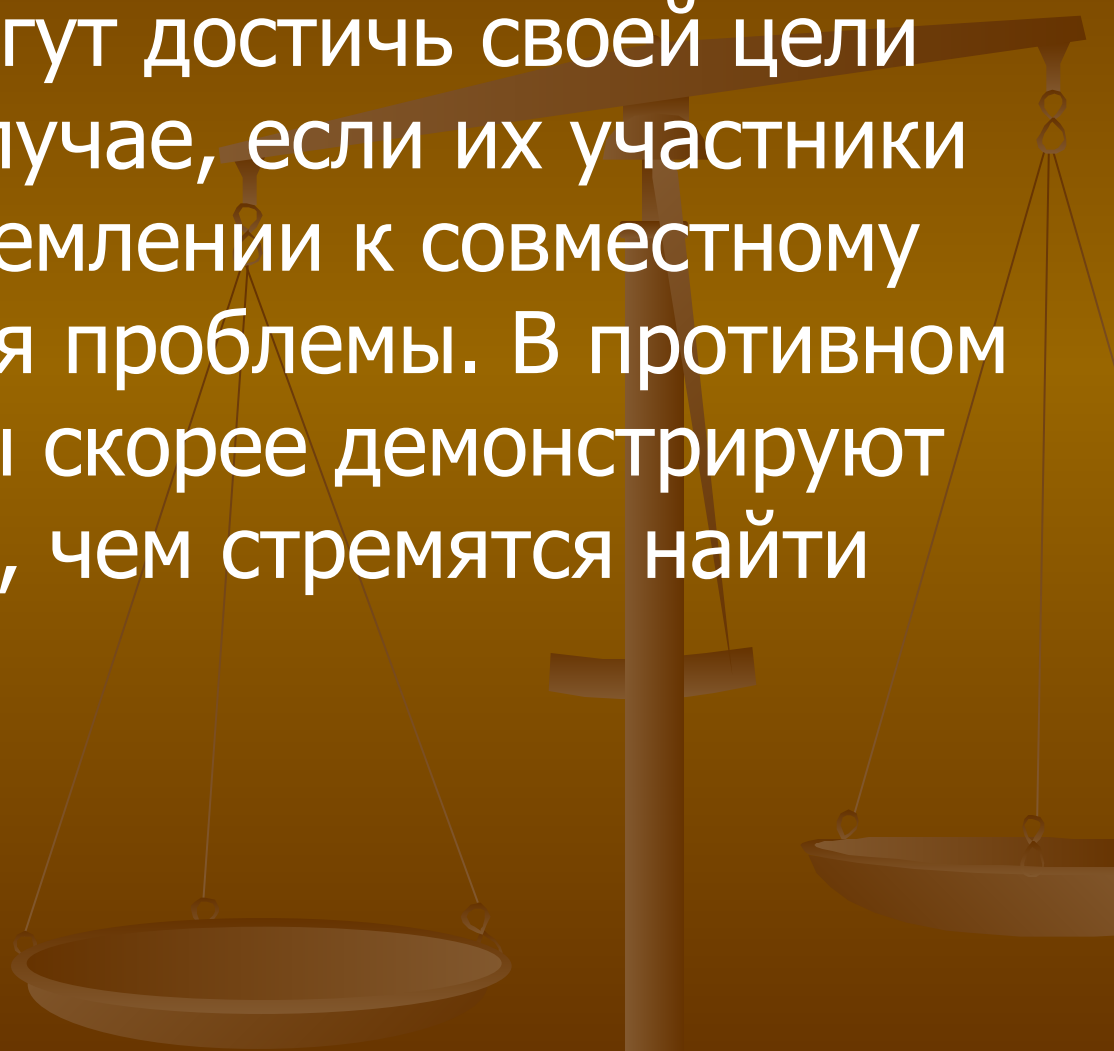 гут достичь своей цели
лучае, если их участники
емлении к совместному
я проблемы. В противном
ы скорее демонстрируют
, чем стремятся найти